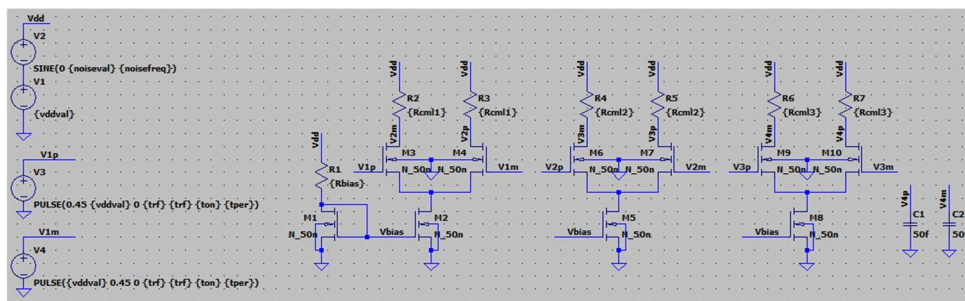 Vdd
V2
SINE(0 {noiseval} {noisefreq})
V1
{vddval}
V1p
V3
PULSE(0.45 {vddval} 0 {trf} {trf} {ton} {tper})
V1m
V4
PULSE({vddval} 0.45 0 {trf} {trf} {ton} {tper})
Vdd
R1
{Rbias}
M1
N_50n
Vbias
M2
N_50n
Vdd
Vdd
R2
{Rcml1}
R3
{Rcml1}
V2m
V2p
V1p
M3
M4
V1m
N_50n
N_50n
Vdd
Vdd
R4
{Rcml2}
R5
{Rcml2}
V3m
V3p
V2p
M6
M7
V2m
N_50n
N_50n
Vbias
M5
N_50n
Vdd
Vdd
R6
{Rcml3}
R7
{Rcml3}
V4m
V4p
V3p
M9
M10
V3m
N_50n
N_50n
Vbias
M8
N_50n
V4p
C1
50f
V4m
C2
50